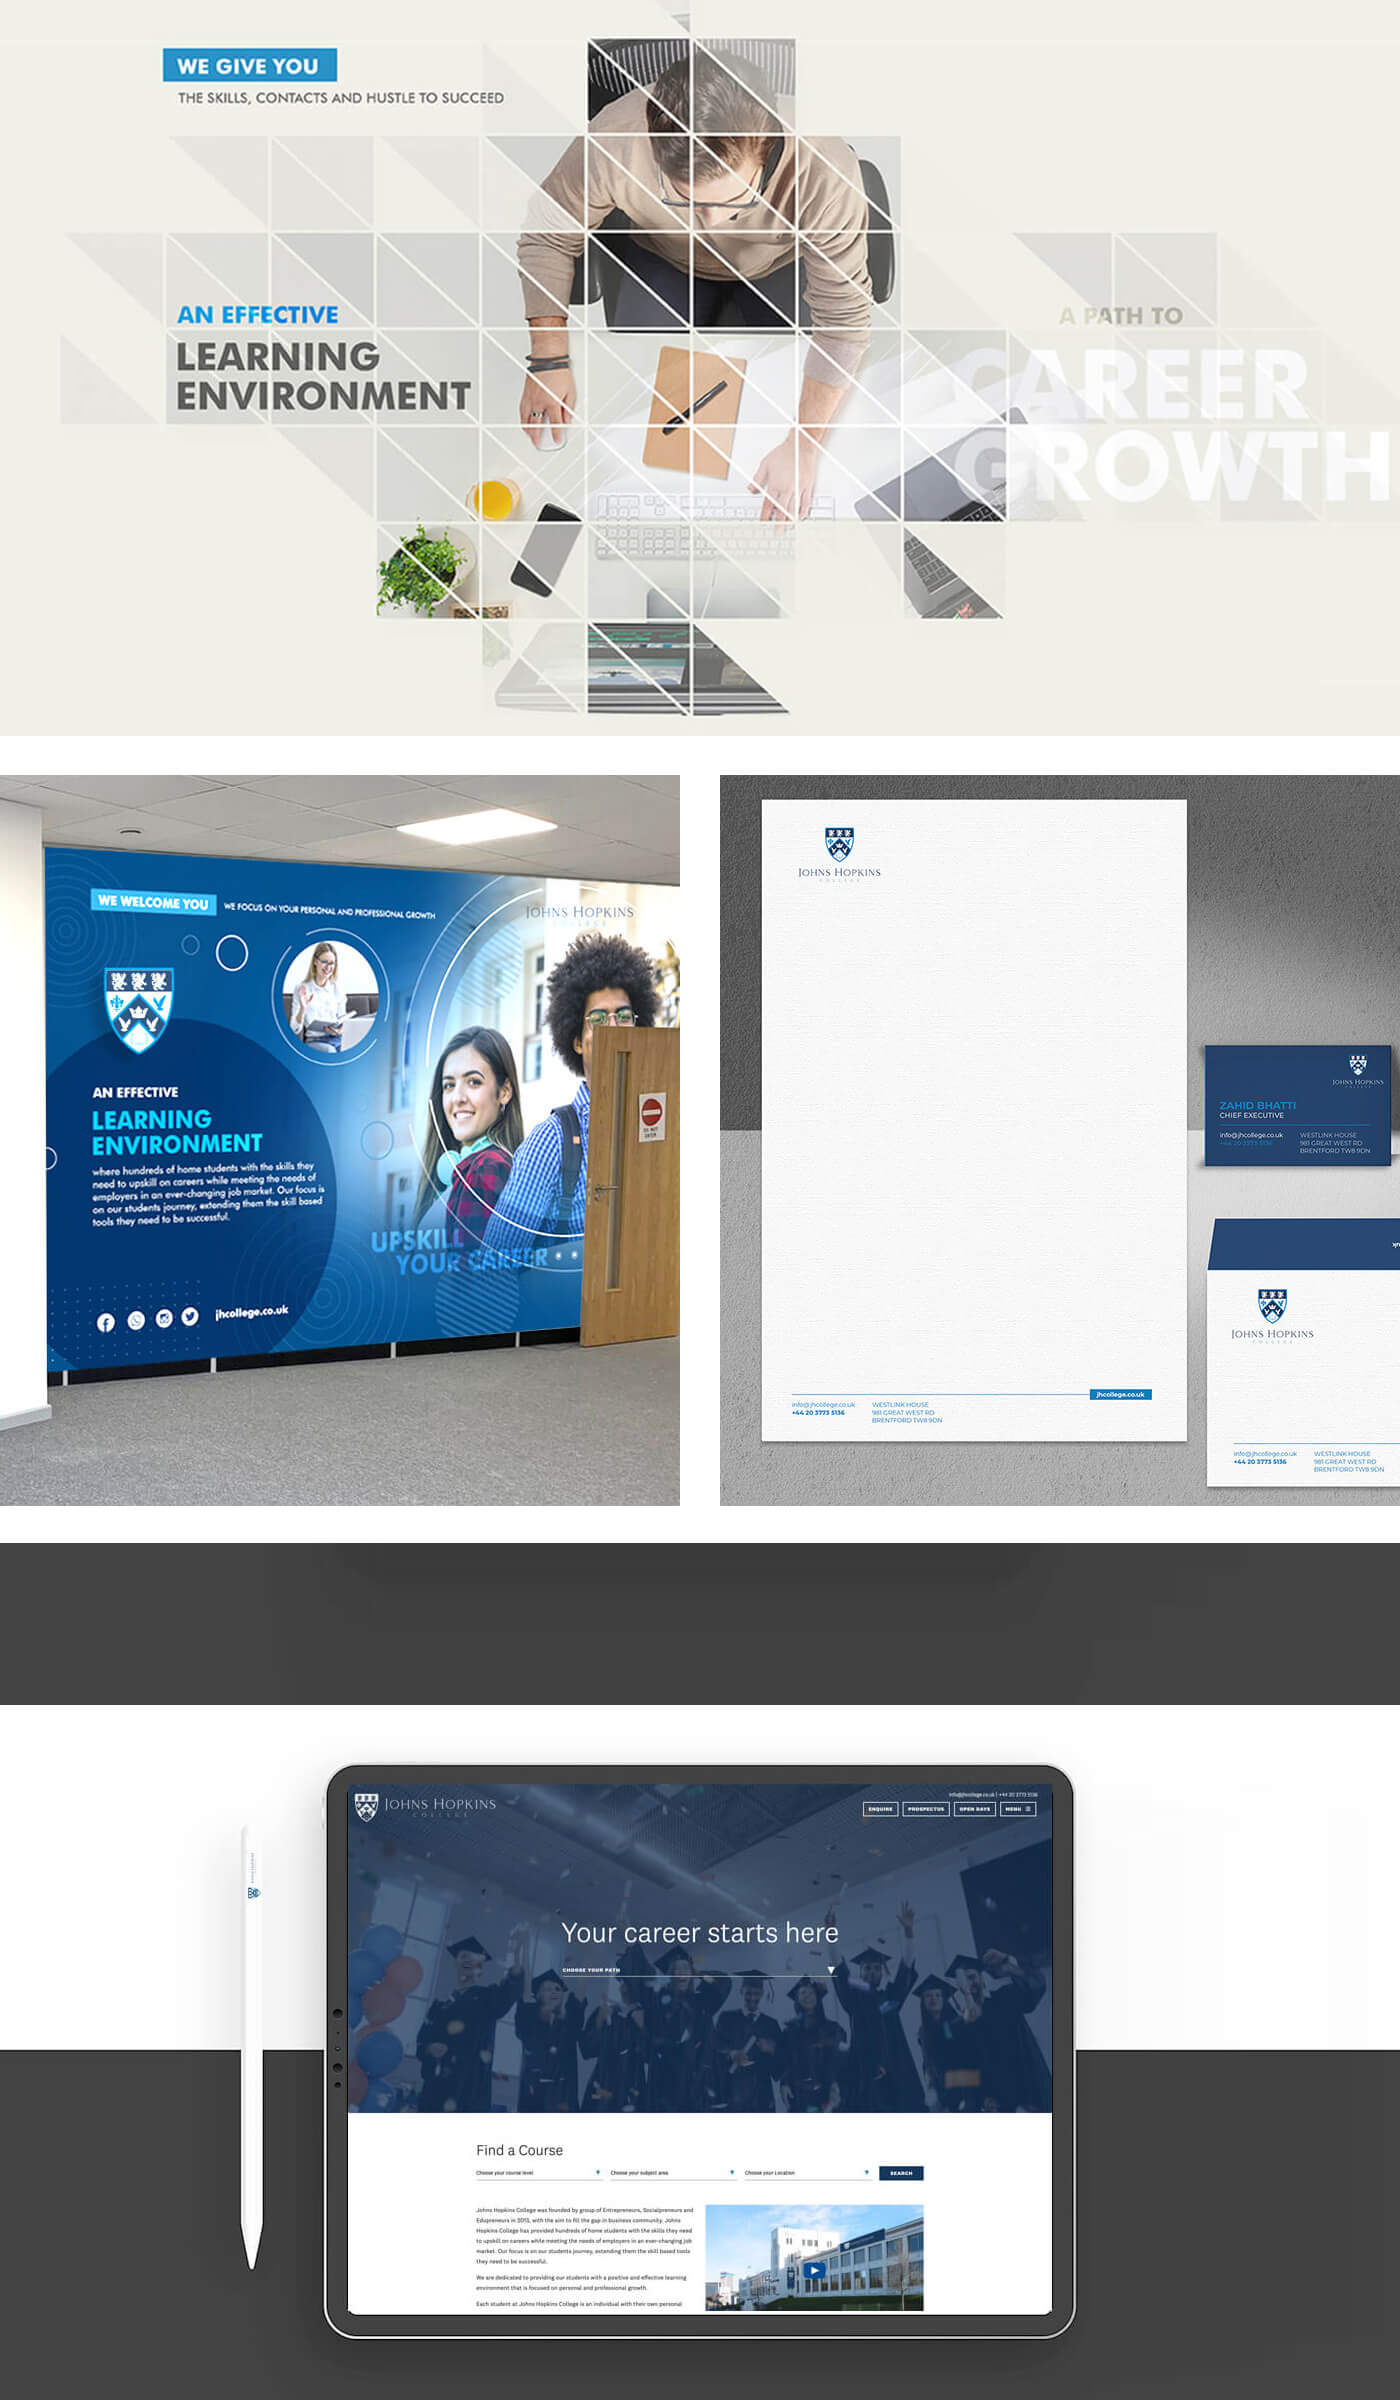 WE GIVE YOU
THE SKILLS, CONTACTS AND HUSTLE TO SUCCEED
AN EFFECTIVE
LEARNING
ENVIRONMENT
A PATH TO
CAREER
GROWTH
WE WELCOME YOU
WE FOCUS ON YOUR PERSONAL AND PROFESSIONAL GROWTH
JOHNS HOPKINS
COLLEGE
AN EFFECTIVE
LEARNING
ENVIRONMENT
where hundreds of home students with the skills they
need to upskill on careers while meeting the needs of
employers in an ever-changing job market. Our focus is
on our students journey, extending them the skill based
tools they need to be successful.
UPSKILL
YOUR CAREER
jhcollege.co.uk
DO NOT
ENTER
JOHNS HOPKINS
COLLEGE
jhcollege.co.uk
info@jhcollege.co.uk
+44 20 3773 5136
WESTLINK HOUSE
981 GREAT WEST RD
BRENTFORD TW8 9DN
JOHNS HOPKINS
ZAHID BHATTI
CHIEF EXECUTIVE
info@jhcollege.co.uk
+44 20 3773 5136
WESTLINK HOUSE
981 GREAT WEST RD
BRENTFORD TW8 9DN
JOHNS HOPKINS
COLLEGE
info@jhcollege.co.uk
+44 20 3773 5136
WESTLINK HOUSE
981 GREAT WEST RD
BRENTFORD TW8 9DN
JOHNS HOPKINS
COLLEGE
info@jhcollege.co.uk | +44 20 3773 5136
ENQUIRE
PROSPECTUS
OPEN DAYS
MENU
Your career starts here
CHOOSE YOUR PATH
Find a Course
Choose your course level
Choose your subject area
Choose your Location
SEARCH
Johns Hopkins College was founded by group of Entrepreneurs, Socialpreneurs and
Edupreneurs in 2013, with the aim to fill the gap in business community. Johns
Hopkins College has provided hundreds of home students with the skills they need
to upskill on careers while meeting the needs of employers in an ever-changing job
market. Our focus is on our students journey, extending them the skill based tools
they need to be successful.
We are dedicated to providing our students with a positive and effective learning
environment that is focused on personal and professional growth.
Each student at Johns Hopkins College is an individual with their own personal